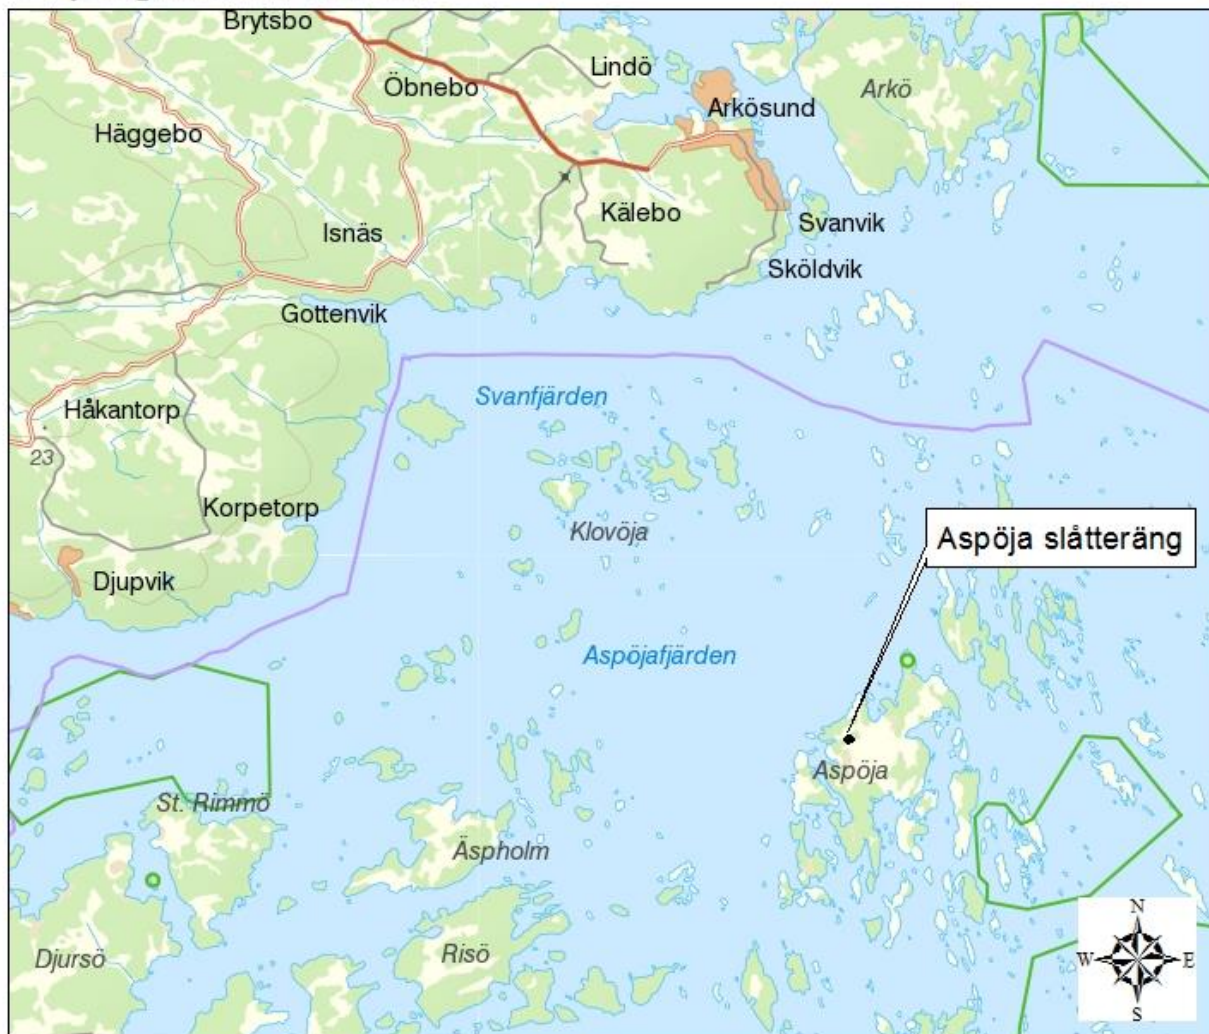 Brytsbo
Lindö
Öbnebo
Arkö
Arkösund
Häggebo
Kälebo
Svanvik
Isnäs
Sköldvik
Gottenvik
Svanfjärden
Håkantorp
23
Korpetorp
Klovöja
Aspöja slåtteräng
Djupvik
Aspöjafjärden
Aspöja
St. Rimmö
Äspholm
Djursö
Risö
N
W
E
S